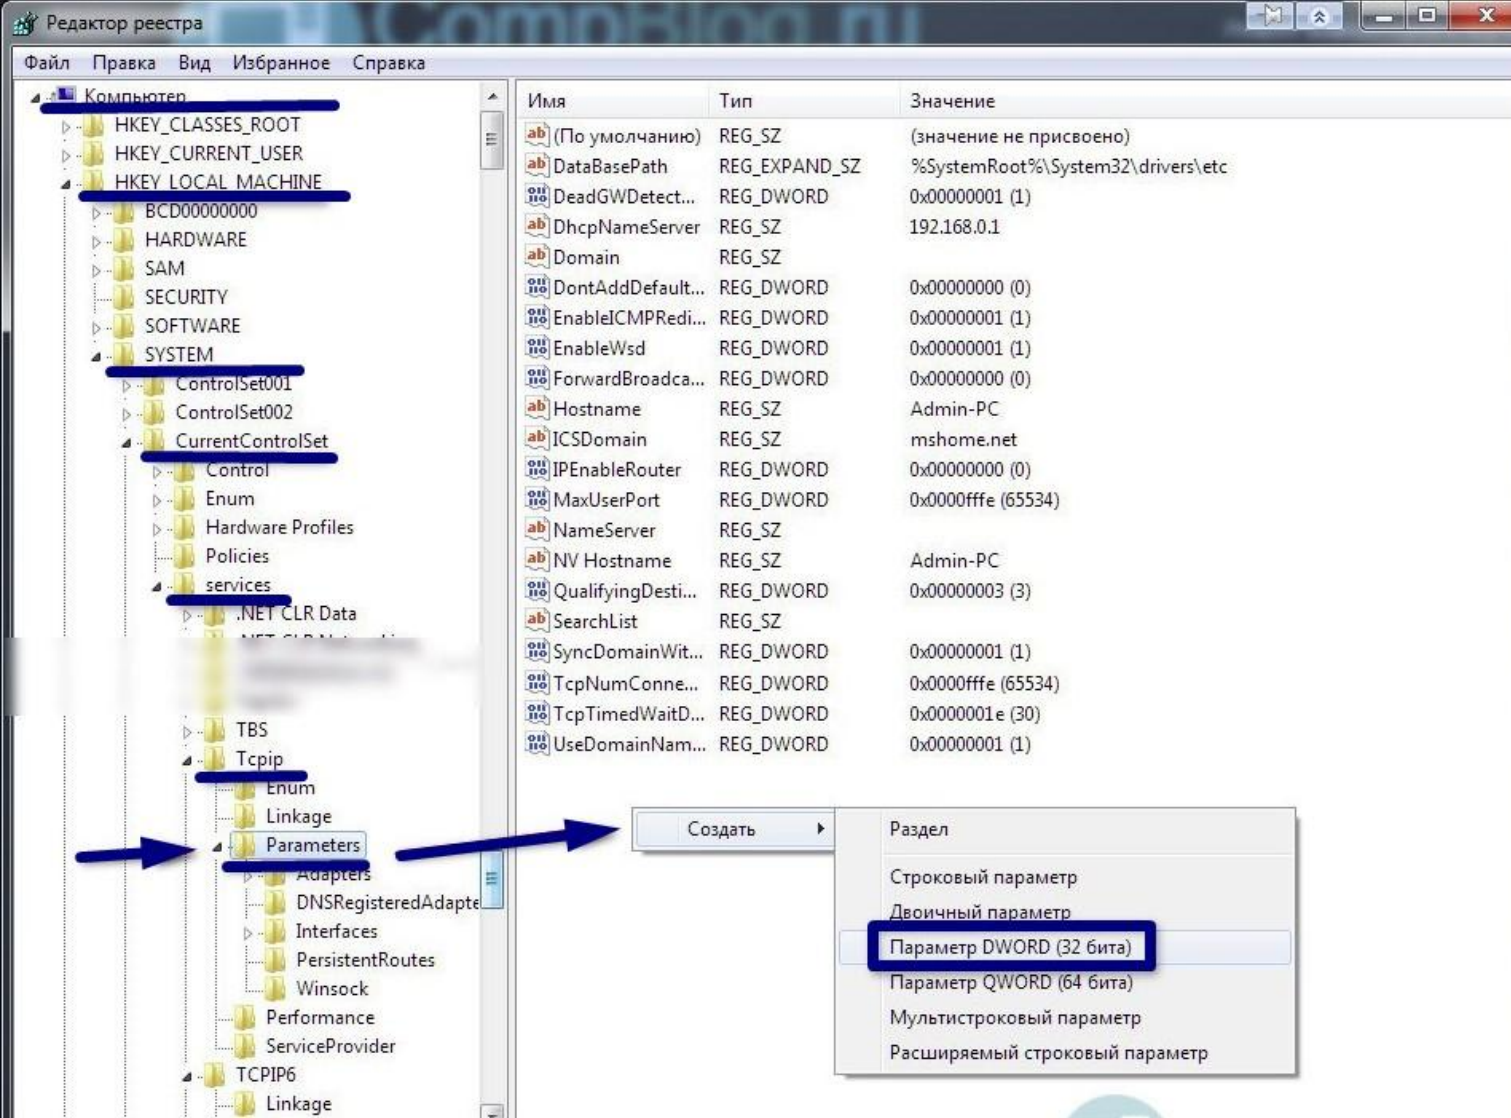 CompBlog.ru
Редактор реестра
Файл Правка Вид Избранное Справка
Компьютер
HKEY_CLASSES_ROOT
HKEY_CURRENT_USER
HKEY_LOCAL_MACHINE
BCD00000000
HARDWARE
SAM
SECURITY
SOFTWARE
SYSTEM
ControlSet001
ControlSet002
CurrentControlSet
Control
Enum
Hardware Profiles
Policies
services
.NET CLR Data
TBS
Tcpip
Enum
Linkage
Parameters
Adapters
DNSRegisteredAdapte
Interfaces
PersistentRoutes
Winsock
Performance
ServiceProvider
TCPIP6
Linkage
Имя Тип Значение
(По умолчанию) REG_SZ (значение не присвоено)
DataBasePath REG_EXPAND_SZ %SystemRoot%\System32\drivers\etc
DeadGWDetect... REG_DWORD 0x00000001 (1)
DhcpNameServer REG_SZ 192.168.0.1
Domain REG_SZ
DontAddDefault... REG_DWORD 0x00000000 (0)
EnableICMPRedi... REG_DWORD 0x00000001 (1)
EnableWsd REG_DWORD 0x00000001 (1)
ForwardBroadca... REG_DWORD 0x00000000 (0)
Hostname REG_SZ Admin-PC
ICSDomain REG_SZ mshome.net
IPEnableRouter REG_DWORD 0x00000000 (0)
MaxUserPort REG_DWORD 0x0000fffe (65534)
NameServer REG_SZ
NV Hostname REG_SZ Admin-PC
QualifyingDesti... REG_DWORD 0x00000003 (3)
SearchList REG_SZ
SyncDomainWit... REG_DWORD 0x00000001 (1)
TcpNumConne... REG_DWORD 0x0000fffe (65534)
TcpTimedWaitD... REG_DWORD 0x0000001e (30)
UseDomainNam... REG_DWORD 0x00000001 (1)
Создать
Раздел
Строковый параметр
Двоичный параметр
Параметр DWORD (32 бита)
Параметр QWORD (64 бита)
Мультистроковый параметр
Расширяемый строковый параметр